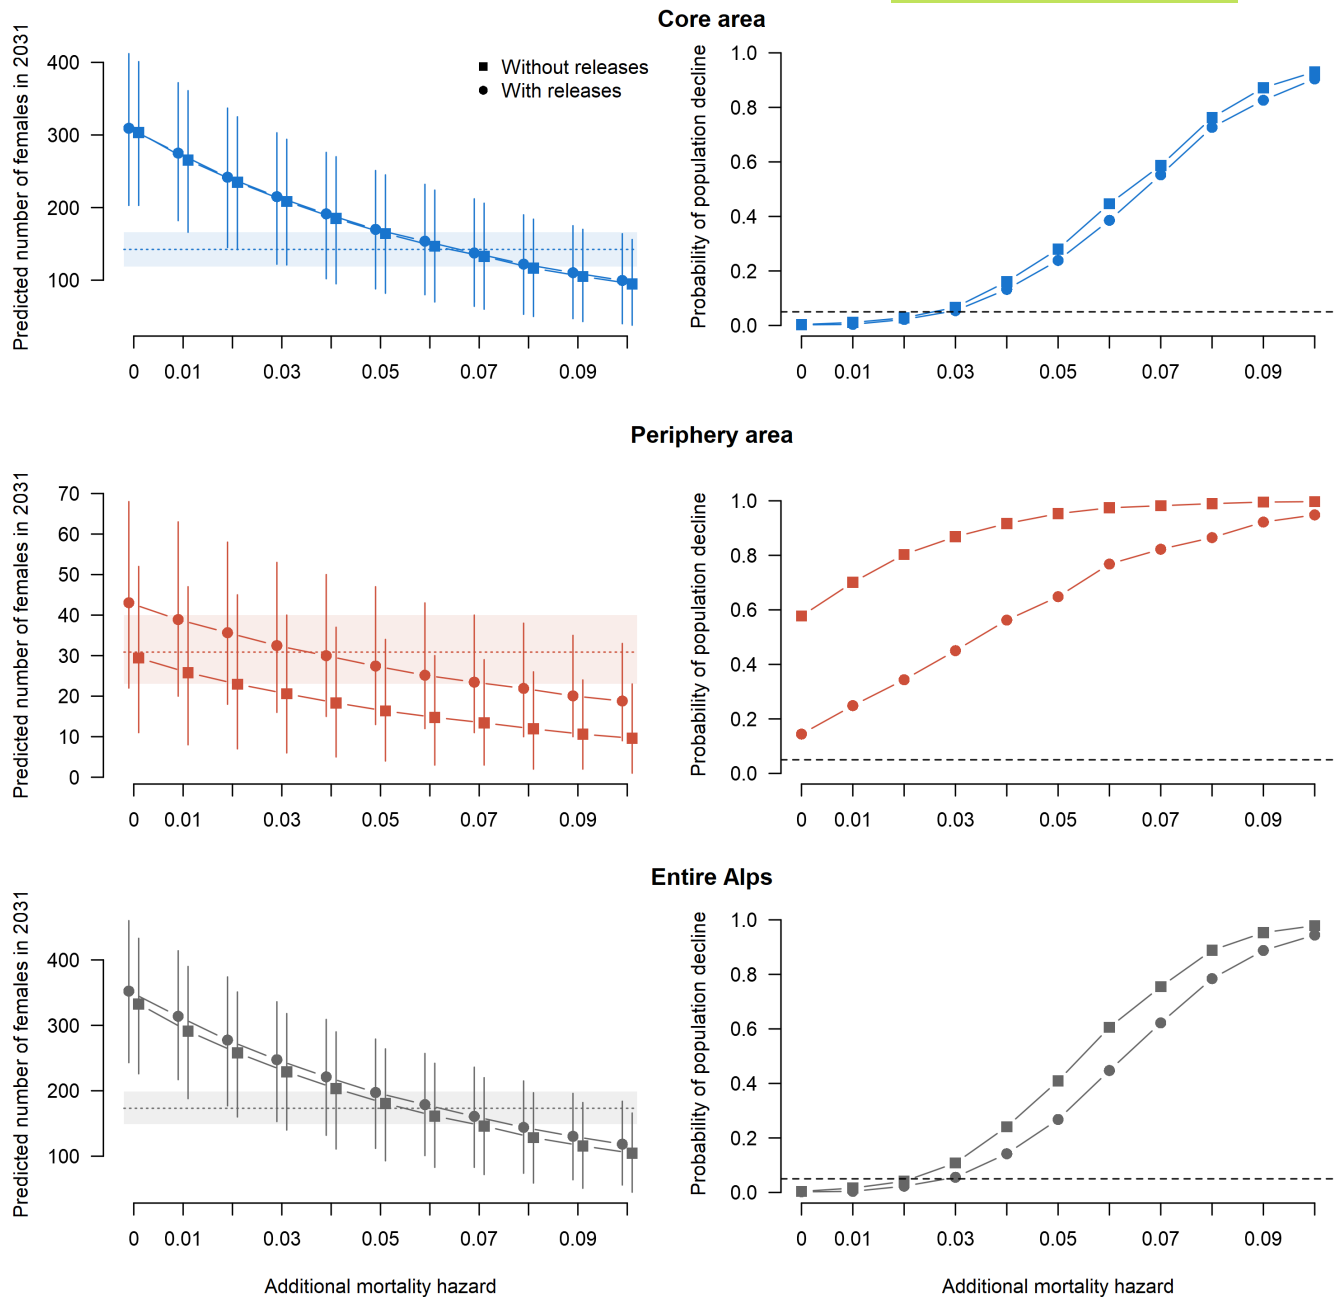 Core area
Predicted number of females in 2031
400
300
200
100
Without releases
With releases
0 0.01 0.03 0.05 0.07 0.09
Probability of population decline
1.0
0.8
0.6
0.4
0.2
0.0
0 0.01 0.03 0.05 0.07 0.09
Periphery area
Predicted number of females in 2031
70
60
50
40
30
20
10
0
0 0.01 0.03 0.05 0.07 0.09
Probability of population decline
1.0
0.8
0.6
0.4
0.2
0.0
0 0.01 0.03 0.05 0.07 0.09
Entire Alps
Predicted number of females in 2031
400
300
200
100
0 0.01 0.03 0.05 0.07 0.09
Additional mortality hazard
Probability of population decline
1.0
0.8
0.6
0.4
0.2
0.0
0 0.01 0.03 0.05 0.07 0.09
Additional mortality hazard